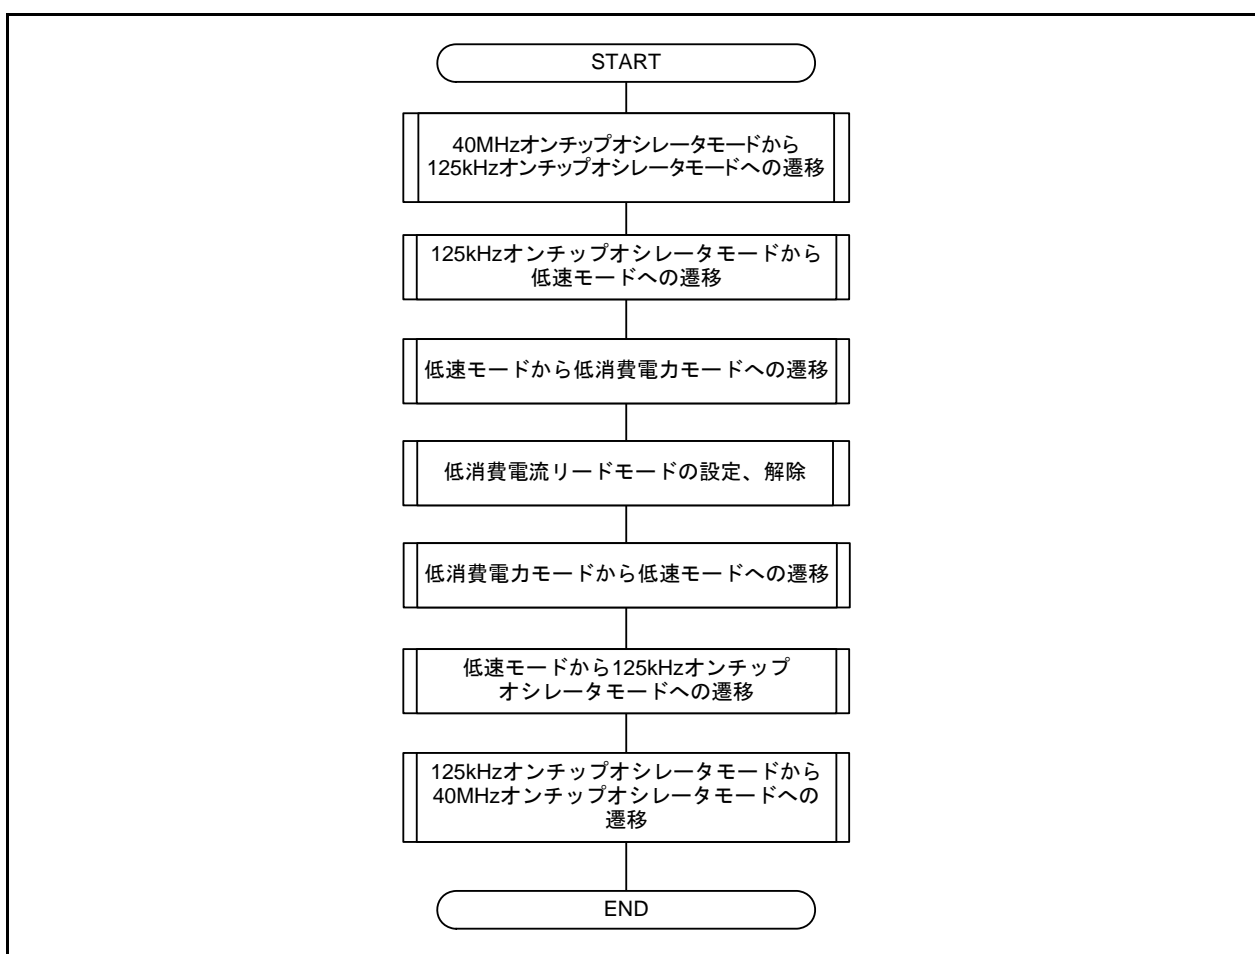 START
40MHzオンチップオシレータモードから
125kHzオンチップオシレータモードへの遷移
125kHzオンチップオシレータモードから
低速モードへの遷移
低速モードから低消費電力モードへの遷移
低消費電流リードモードの設定、解除
低消費電力モードから低速モードへの遷移
低速モードから125kHzオンチップ
オシレータモードへの遷移
125kHzオンチップオシレータモードから
40MHzオンチップオシレータモードへの
遷移
END